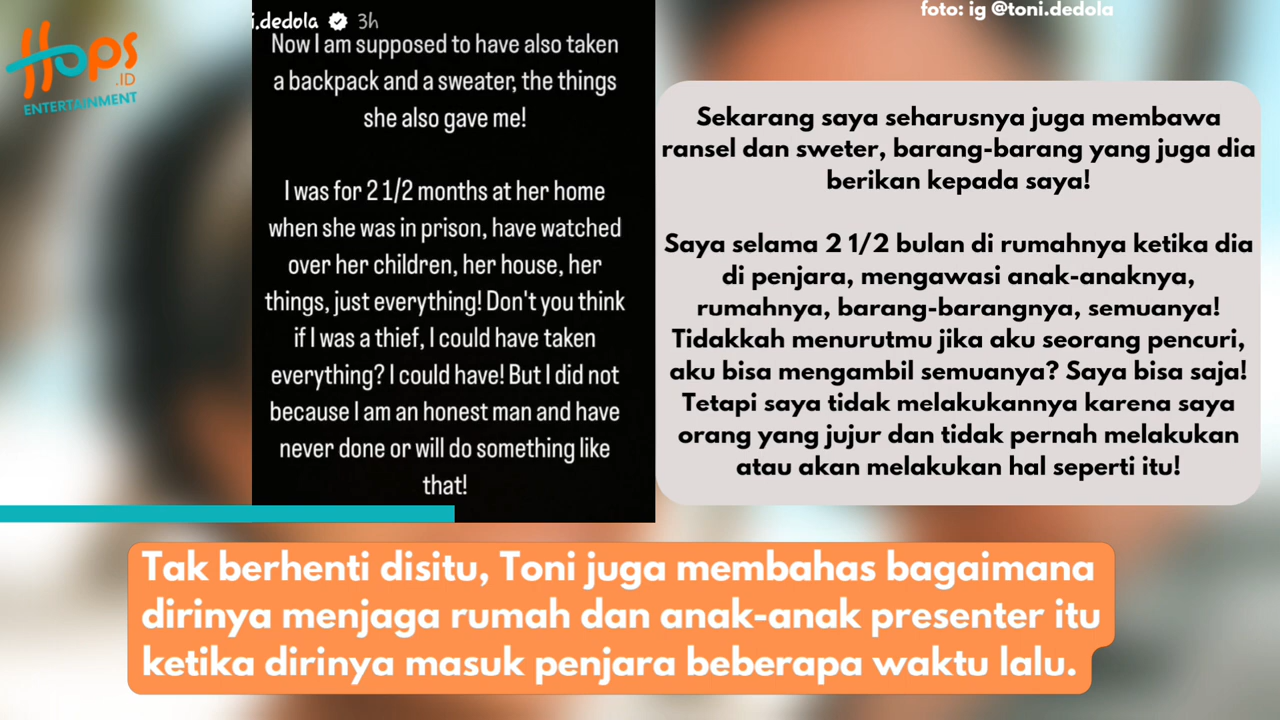 Hops
.ID
ENTERTAINMENT
i.dedola 3h
Now I am supposed to have also taken
a backpack and a sweater, the things
she also gave me!
I was for 2 1/2 months at her home
when she was in prison, have watched
over her children, her house, her
things, just everything! Don't you think
if I was a thief, I could have taken
everything? I could have! But I did not
because I am an honest man and have
never done or will do something like
that!
foto: ig @toni.dedola
Sekarang saya seharusnya juga membawa
ransel dan sweter, barang-barang yang juga dia
berikan kepada saya!
Saya selama 2 1/2 bulan di rumahnya ketika dia
di penjara, mengawasi anak-anaknya,
rumahnya, barang-barangnya, semuanya!
Tidakkah menurutmu jika aku seorang pencuri,
aku bisa mengambil semuanya? Saya bisa saja!
Tetapi saya tidak melakukannya karena saya
orang yang jujur dan tidak pernah melakukan
atau akan melakukan hal seperti itu!
Tak berhenti disitu, Toni juga membahas bagaimana
dirinya menjaga rumah dan anak-anak presenter itu
ketika dirinya masuk penjara beberapa waktu lalu.